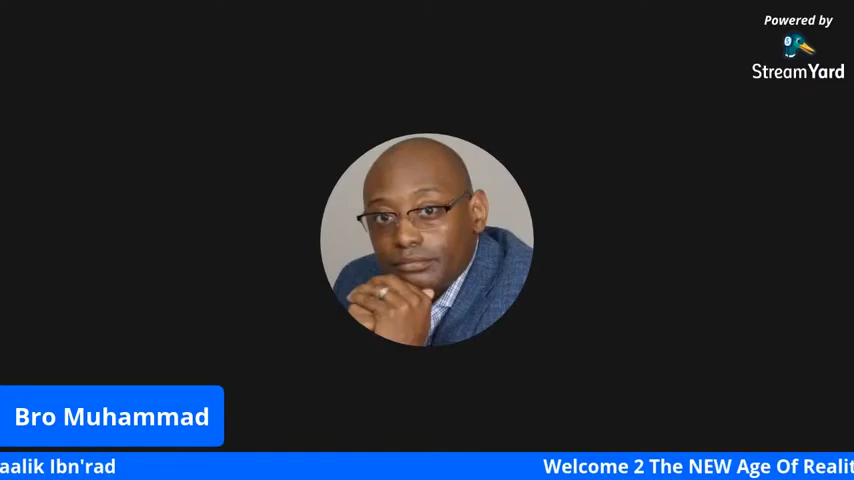 Powered by
StreamYard
Bro Muhammad
aalik Ibn'rad
Welcome 2 The NEW Age Of Realit